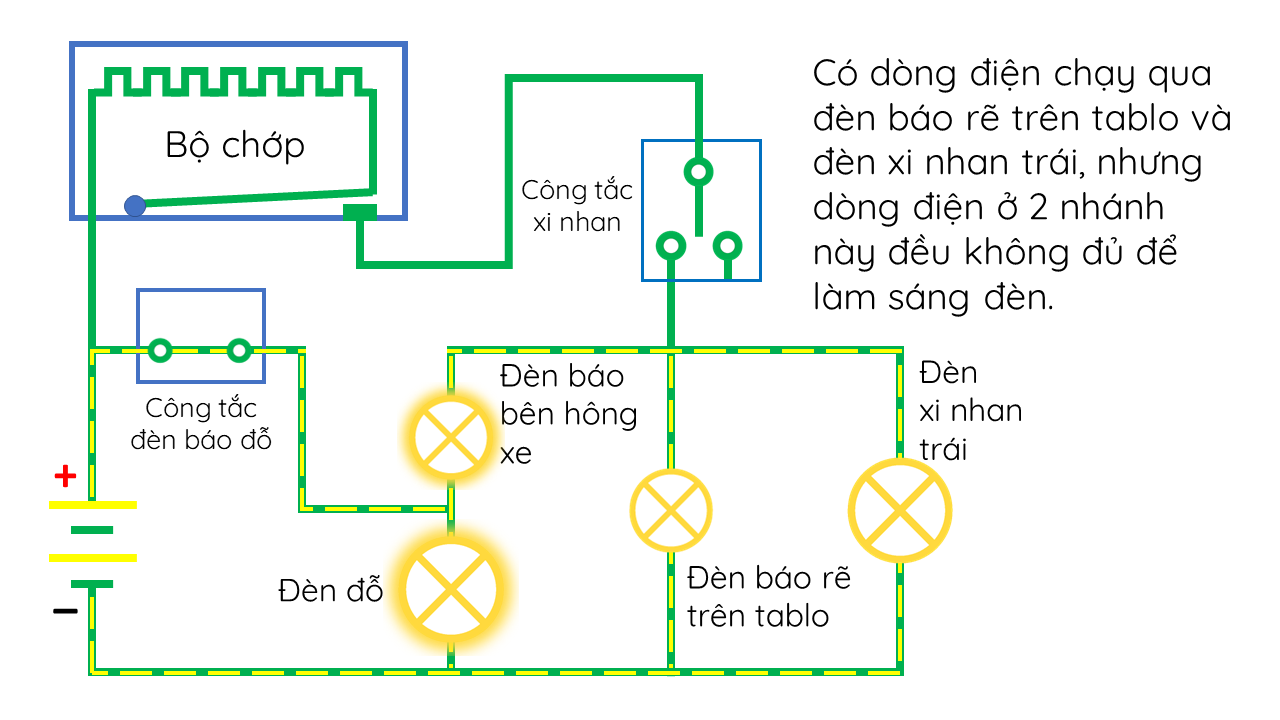 Có dòng điện chạy qua
đèn báo rẽ trên tablo và
đèn xi nhan trái, nhưng
dòng điện ở 2 nhánh
này đều không đủ để
làm sáng đèn.
Bộ chớp
Công tắc
xi nhan
Công tắc
đèn báo đỗ
Đèn báo
bên hông
xe
Đèn
xi nhan
trái
+
−
Đèn đỗ
Đèn báo rẽ
trên tablo